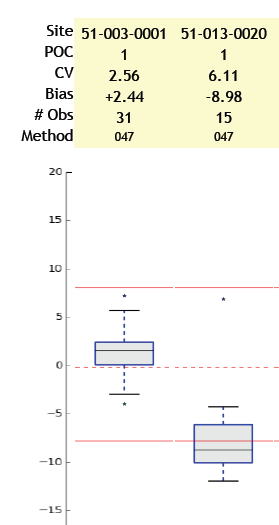 Site 51-003-0001 51-013-0020
POC 1 1
CV 2.56 6.11
Bias +2.44 -8.98
# Obs 31 15
Method 047 047
20
15
10
5
0
−5
−10
−15